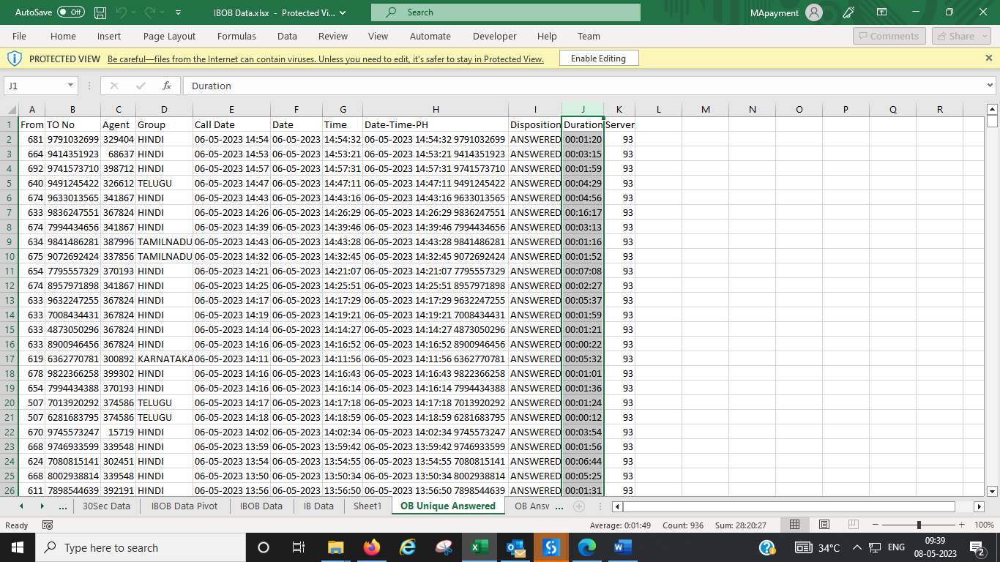 AutoSave Off IBOB Data.xlsx - Protected Vi... Search MApayment
File Home Insert Page Layout Formulas Data Review View Automate Developer Help Team Comments Share
PROTECTED VIEW Be careful—files from the Internet can contain viruses. Unless you need to edit, it's safer to stay in Protected View. Enable Editing
J1 fx Duration
A B C D E F G H I J K L M N O P Q R
1 From TO No Agent Group Call Date Date Time Date-Time-PH Disposition Duration Server
2 681 9791032699 329404 HINDI 06-05-2023 14:54 06-05-2023 14:54:32 06-05-2023 14:54:32 9791032699 ANSWERED 00:01:20 93
3 664 9414351923 68637 HINDI 06-05-2023 14:53 06-05-2023 14:53:21 06-05-2023 14:53:21 9414351923 ANSWERED 00:03:15 93
4 692 9741573710 398712 HINDI 06-05-2023 14:57 06-05-2023 14:57:31 06-05-2023 14:57:31 9741573710 ANSWERED 00:01:59 93
5 640 9491245422 326612 TELUGU 06-05-2023 14:47 06-05-2023 14:47:11 06-05-2023 14:47:11 9491245422 ANSWERED 00:04:29 93
6 674 9633013565 341867 HINDI 06-05-2023 14:43 06-05-2023 14:43:16 06-05-2023 14:43:16 9633013565 ANSWERED 00:04:56 93
7 633 9836247551 367824 HINDI 06-05-2023 14:26 06-05-2023 14:26:29 06-05-2023 14:26:29 9836247551 ANSWERED 00:16:17 93
8 674 7994434656 341867 HINDI 06-05-2023 14:39 06-05-2023 14:39:46 06-05-2023 14:39:46 7994434656 ANSWERED 00:03:13 93
9 634 9841486281 387996 TAMILNADU 06-05-2023 14:43 06-05-2023 14:43:28 06-05-2023 14:43:28 9841486281 ANSWERED 00:01:16 93
10 675 9072692424 337856 TAMILNADU 06-05-2023 14:32 06-05-2023 14:32:45 06-05-2023 14:32:45 9072692424 ANSWERED 00:01:52 93
11 654 7795557329 370193 HINDI 06-05-2023 14:21 06-05-2023 14:21:07 06-05-2023 14:21:07 7795557329 ANSWERED 00:07:08 93
12 674 8957971898 341867 HINDI 06-05-2023 14:25 06-05-2023 14:25:51 06-05-2023 14:25:51 8957971898 ANSWERED 00:02:27 93
13 633 9632247255 367824 HINDI 06-05-2023 14:17 06-05-2023 14:17:29 06-05-2023 14:17:29 9632247255 ANSWERED 00:05:37 93
14 633 7008434431 367824 HINDI 06-05-2023 14:19 06-05-2023 14:19:21 06-05-2023 14:19:21 7008434431 ANSWERED 00:01:59 93
15 633 4873050296 367824 HINDI 06-05-2023 14:14 06-05-2023 14:14:27 06-05-2023 14:14:27 4873050296 ANSWERED 00:01:21 93
16 633 8900946456 367824 HINDI 06-05-2023 14:16 06-05-2023 14:16:52 06-05-2023 14:16:52 8900946456 ANSWERED 00:00:22 93
17 619 6362770781 300892 KARNATAKA 06-05-2023 14:11 06-05-2023 14:11:56 06-05-2023 14:11:56 6362770781 ANSWERED 00:05:32 93
18 678 9822366258 399302 HINDI 06-05-2023 14:16 06-05-2023 14:16:43 06-05-2023 14:16:43 9822366258 ANSWERED 00:01:01 93
19 654 7994434388 370193 HINDI 06-05-2023 14:16 06-05-2023 14:16:14 06-05-2023 14:16:14 7994434388 ANSWERED 00:01:36 93
20 507 7013920292 374586 TELUGU 06-05-2023 14:17 06-05-2023 14:17:18 06-05-2023 14:17:18 7013920292 ANSWERED 00:01:24 93
21 507 6281683795 374586 TELUGU 06-05-2023 14:18 06-05-2023 14:18:59 06-05-2023 14:18:59 6281683795 ANSWERED 00:00:12 93
22 670 9745573247 15719 HINDI 06-05-2023 14:02 06-05-2023 14:02:34 06-05-2023 14:02:34 9745573247 ANSWERED 00:03:54 93
23 668 9746933599 339548 HINDI 06-05-2023 13:59 06-05-2023 13:59:42 06-05-2023 13:59:42 9746933599 ANSWERED 00:01:56 93
24 624 7080815141 302451 HINDI 06-05-2023 13:54 06-05-2023 13:54:55 06-05-2023 13:54:55 7080815141 ANSWERED 00:06:44 93
25 668 8002938814 339548 HINDI 06-05-2023 13:50 06-05-2023 13:50:34 06-05-2023 13:50:34 8002938814 ANSWERED 00:05:25 93
26 611 7898544639 392191 HINDI 06-05-2023 13:56 06-05-2023 13:56:50 06-05-2023 13:56:50 7898544639 ANSWERED 00:01:31 93
... 30Sec Data IBOB Data Pivot IBOB Data IB Data Sheet1 OB Unique Answered OB Answ ...
Ready Average: 0:01:49 Count: 936 Sum: 28:20:27 100%
Type here to search 34°C ENG 09:39
08-05-2023 2